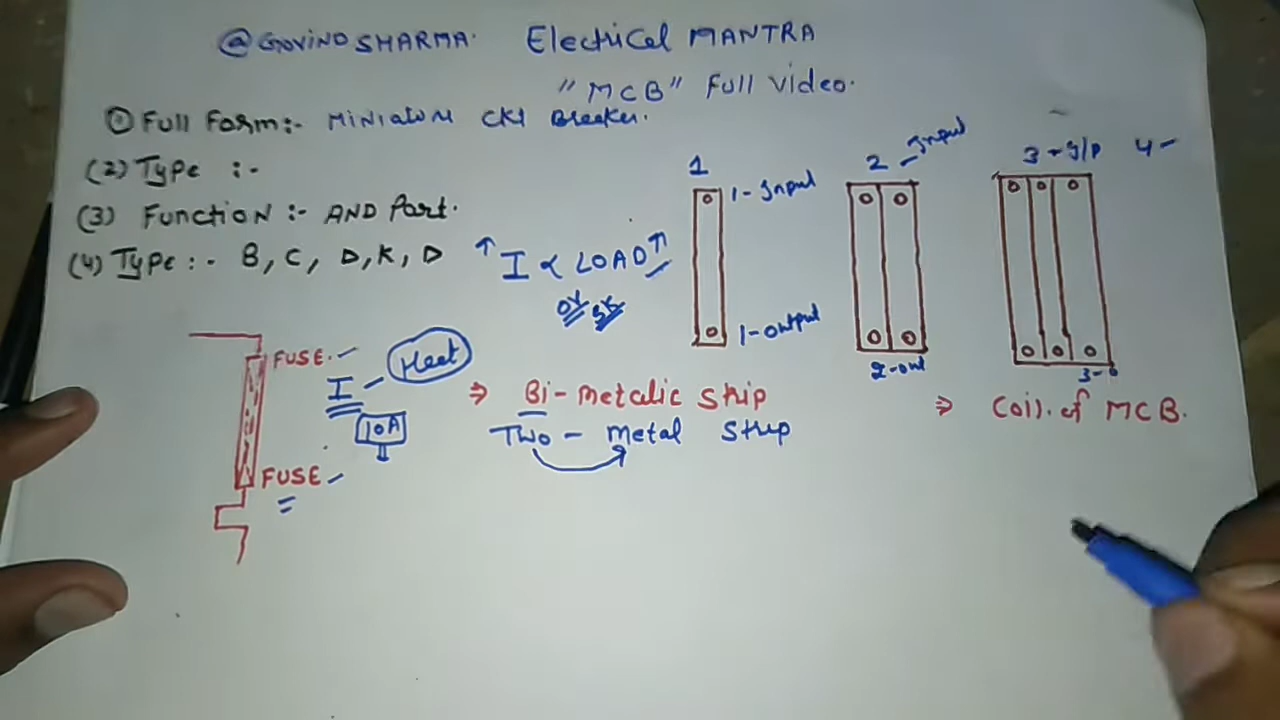 @GOVIND SHARMA. Electrical MANTRA
"MCB" Full Video.
① Full Form:- Miniature CKt Breaker.
(2) Type :-
(3) Function :- AND Part.
(4) Type :- B, C, D, K, D
↑ I ∝ LOAD ↑
1
1- Input
1- Output
2 - Input
2-out
3 → I/P
3-o
4 -
FUSE. -
I - Heat
10A
FUSE -
⇒ Bi-Metalic Strip
Two - Metal Strip
⇒ Coil. of MCB.